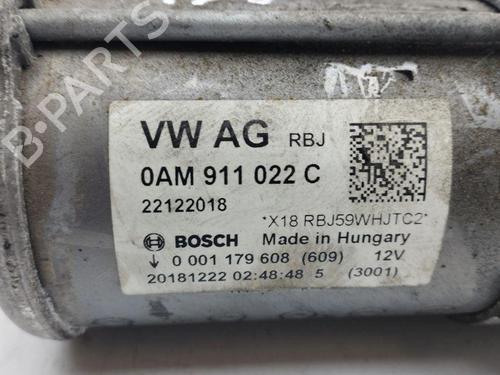 VW AG RBJ
0AM 911 022 C
22122018
*X18 RBJ59WHJTC2*
BOSCH Made in Hungary
0 001 179 608 (609) 12V
20181222 02:48:48 5 (3001)
B-PARTS